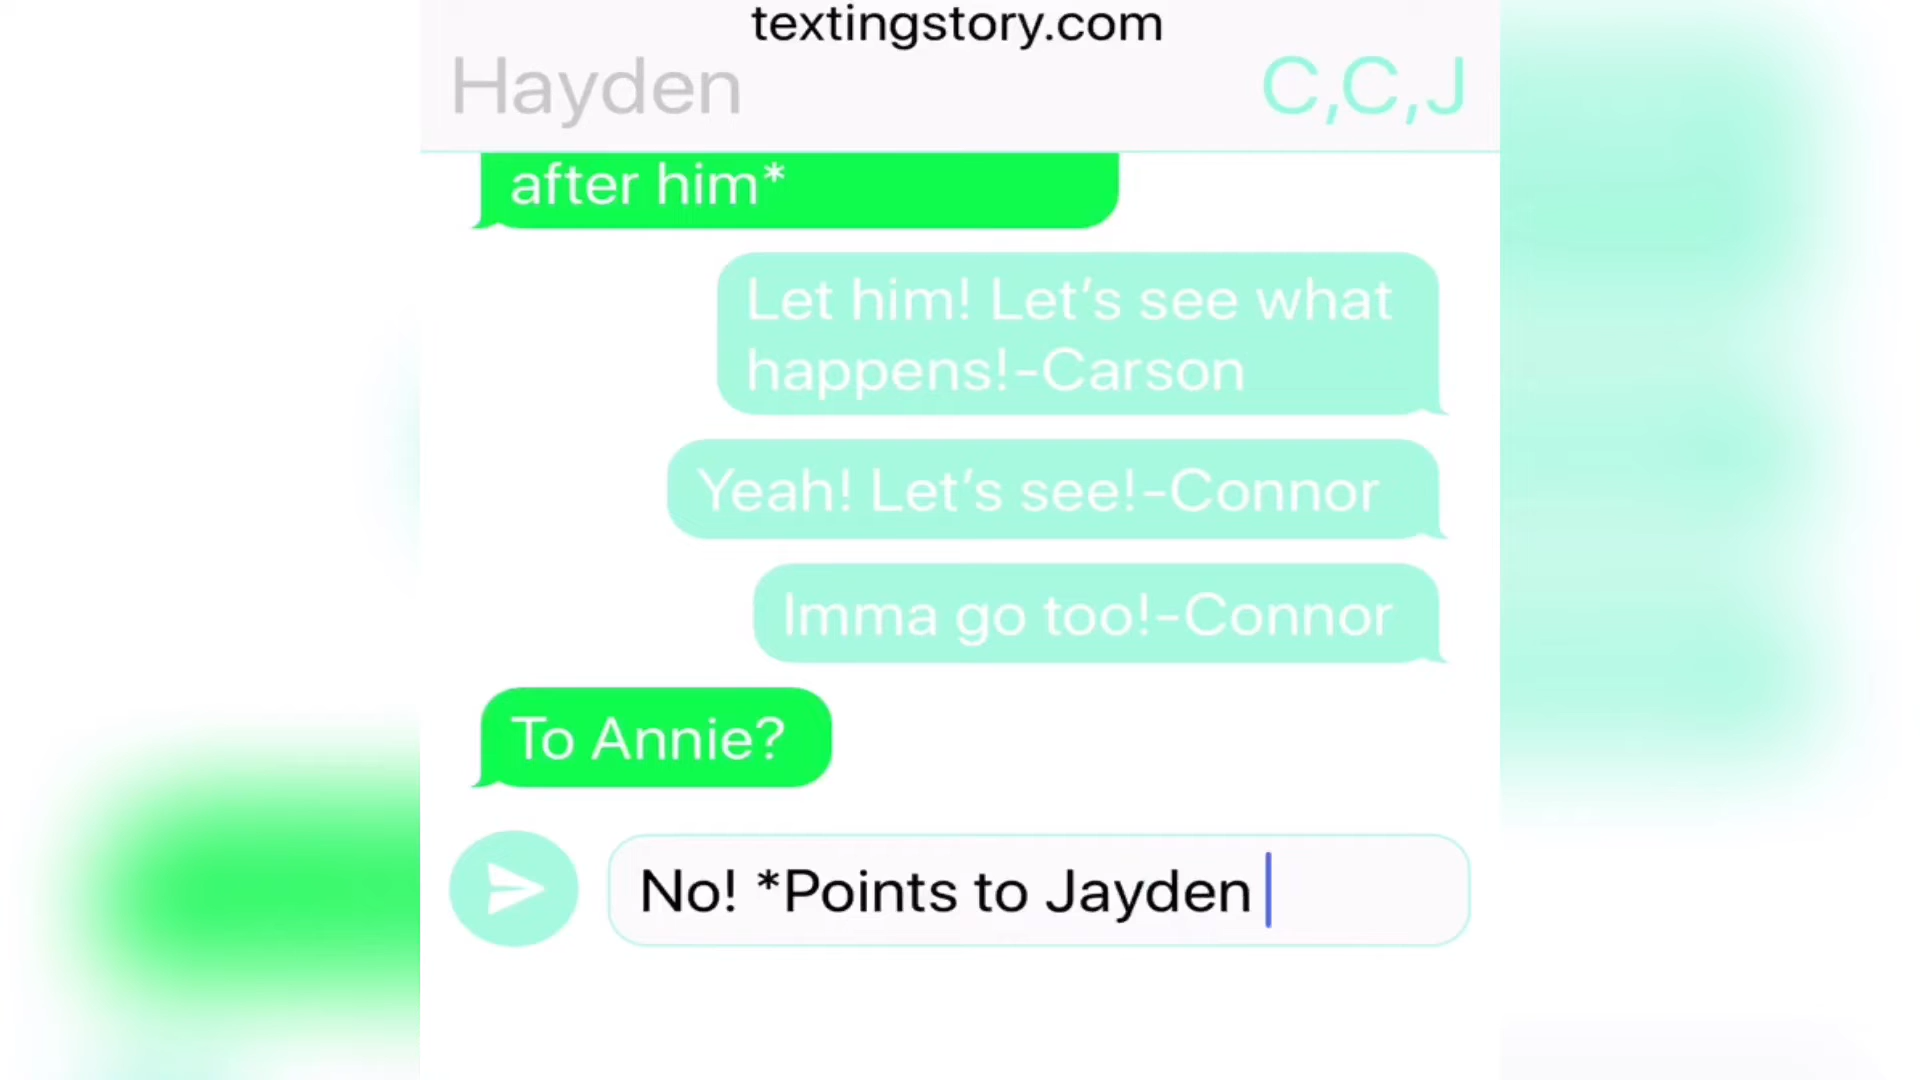 textingstory.com
Hayden
C,C,J
after him*
Let him! Let’s see what
happens!-Carson
Yeah! Let’s see!-Connor
Imma go too!-Connor
To Annie?
No! *Points to Jayden